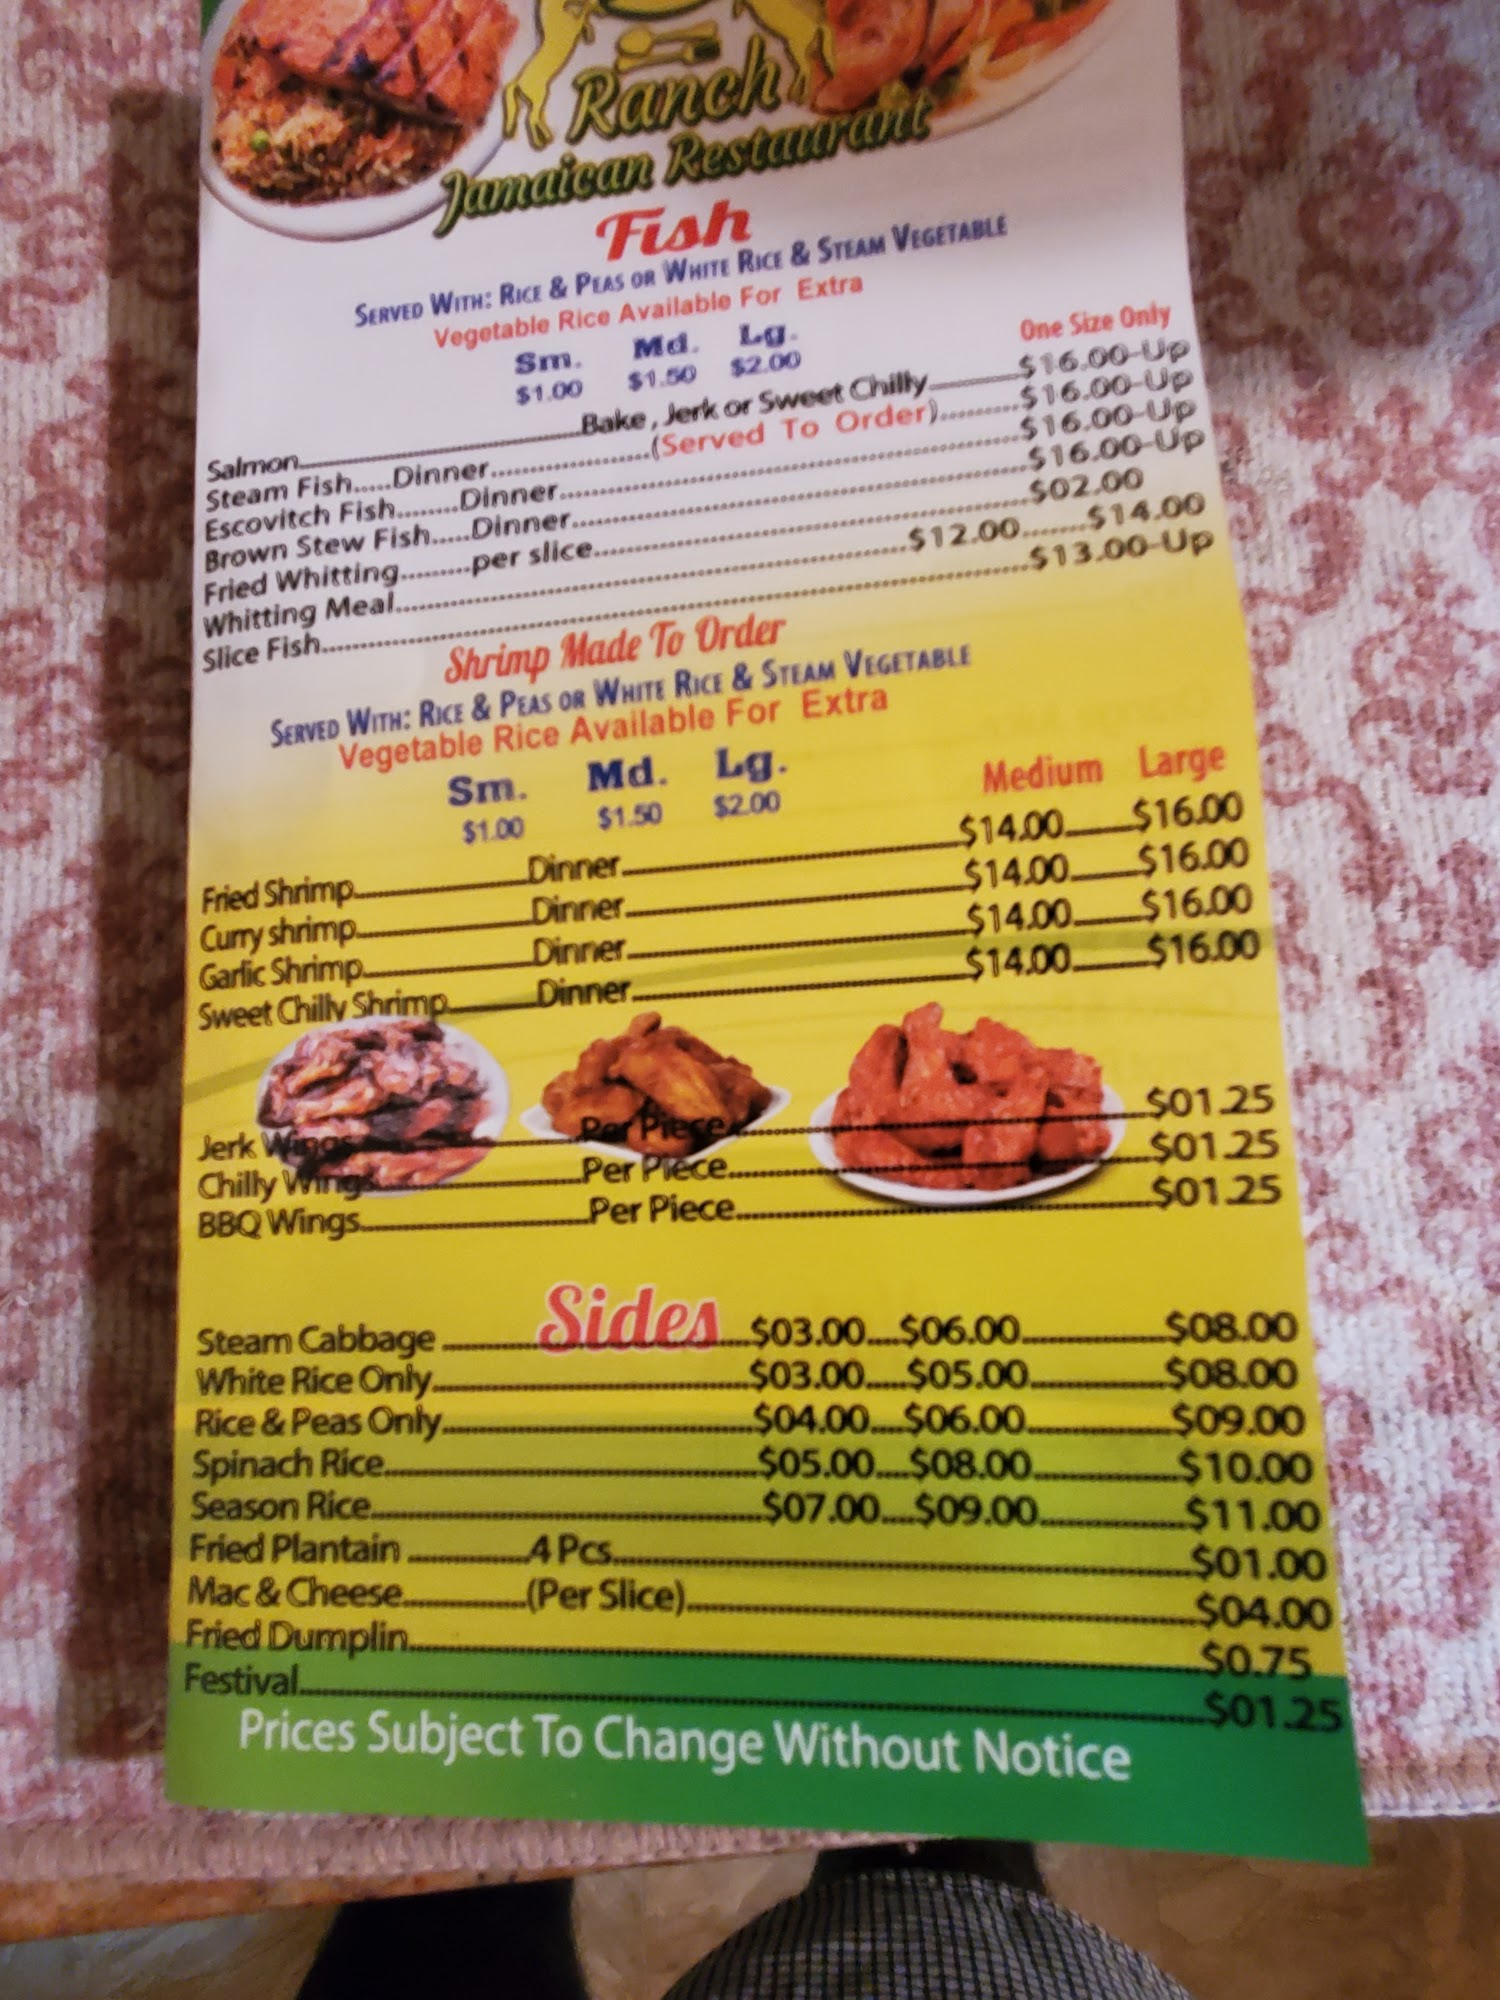 Ranch
Jamaican Restaurant
Fish
Served With: Rice & Peas or White Rice & Steam Vegetable
Vegetable Rice Available For Extra
Sm. Md. Lg.
$1.00 $1.50 $2.00
One Size Only
Salmon Bake, Jerk or Sweet Chilly $16.00-Up
Steam Fish.....Dinner......................(Served To Order)..........$16.00-Up
Escovitch Fish.........Dinner..........$16.00-Up
Brown Stew Fish.....Dinner..........$16.00-Up
Fried Whitting.........per slice..........$02.00
Whitting Meal..........$12.00.......$14.00
Slice Fish..........$13.00-Up
Shrimp Made To Order
Served With: Rice & Peas or White Rice & Steam Vegetable
Vegetable Rice Available For Extra
Sm. Md. Lg.
$1.00 $1.50 $2.00
Medium Large
Fried Shrimp Dinner $14.00 $16.00
Curry shrimp Dinner $14.00 $16.00
Garlic Shrimp Dinner $14.00 $16.00
Sweet Chilly Shrimp Dinner $14.00 $16.00
Jerk Wings Per Piece $01.25
Chilly Wings Per Piece $01.25
BBQ Wings Per Piece $01.25
Sides
Steam Cabbage $03.00....$06.00 $08.00
White Rice Only $03.00.....$05.00 $08.00
Rice & Peas Only $04.00....$06.00 $09.00
Spinach Rice $05.00....$08.00 $10.00
Season Rice $07.00....$09.00 $11.00
Fried Plantain 4 Pcs $01.00
Mac & Cheese (Per Slice) $04.00
Fried Dumplin $0.75
Festival $01.25
Prices Subject To Change Without Notice